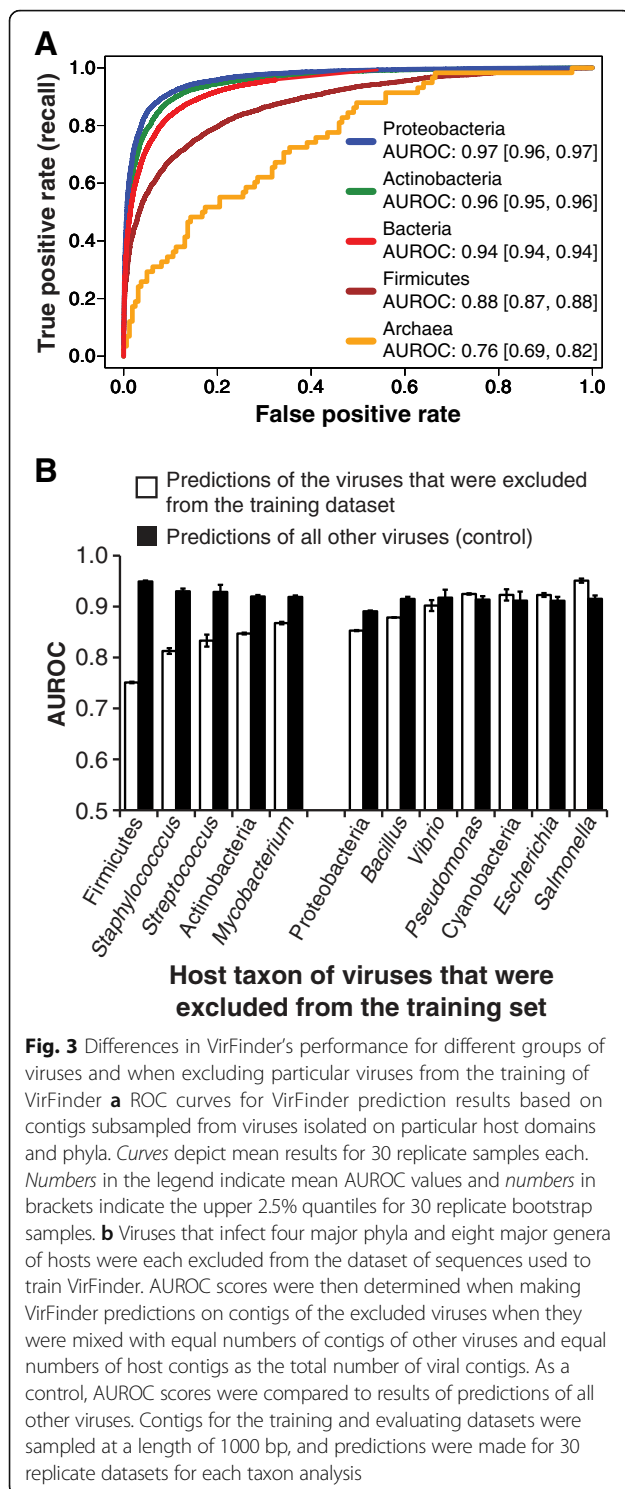 A
True positive rate (recall)
1.0
0.8
0.6
0.4
0.2
0.0
Proteobacteria
AUROC: 0.97 [0.96, 0.97]
Actinobacteria
AUROC: 0.96 [0.95, 0.96]
Bacteria
AUROC: 0.94 [0.94, 0.94]
Firmicutes
AUROC: 0.88 [0.87, 0.88]
Archaea
AUROC: 0.76 [0.69, 0.82]
0.0 0.2 0.4 0.6 0.8 1.0
False positive rate
B
Predictions of the viruses that were excluded
from the training dataset
Predictions of all other viruses (control)
AUROC
1.0
0.9
0.8
0.7
0.6
0.5
Firmicutes
Staphylococcus
Streptococcus
Actinobacteria
Mycobacterium
Proteobacteria
Bacillus
Vibrio
Pseudomonas
Cyanobacteria
Escherichia
Salmonella
Host taxon of viruses that were
excluded from the training set
Fig. 3 Differences in VirFinder's performance for different groups of
viruses and when excluding particular viruses from the training of
VirFinder a ROC curves for VirFinder prediction results based on
contigs subsampled from viruses isolated on particular host domains
and phyla. Curves depict mean results for 30 replicate samples each.
Numbers in the legend indicate mean AUROC values and numbers in
brackets indicate the upper 2.5% quantiles for 30 replicate bootstrap
samples. b Viruses that infect four major phyla and eight major genera
of hosts were each excluded from the dataset of sequences used to
train VirFinder. AUROC scores were then determined when making
VirFinder predictions on contigs of the excluded viruses when they
were mixed with equal numbers of contigs of other viruses and equal
numbers of host contigs as the total number of viral contigs. As a
control, AUROC scores were compared to results of predictions of all
other viruses. Contigs for the training and evaluating datasets were
sampled at a length of 1000 bp, and predictions were made for 30
replicate datasets for each taxon analysis